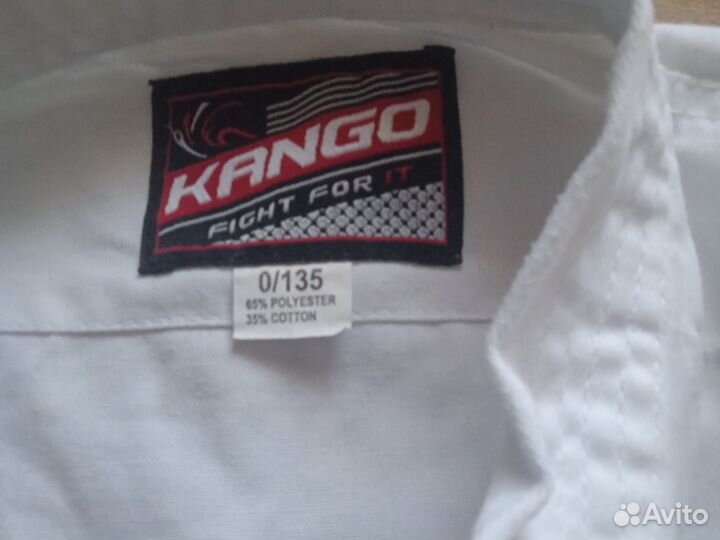 KANGO
FIGHT FOR IT
0/135
65% POLYESTER
35% COTTON
Avito